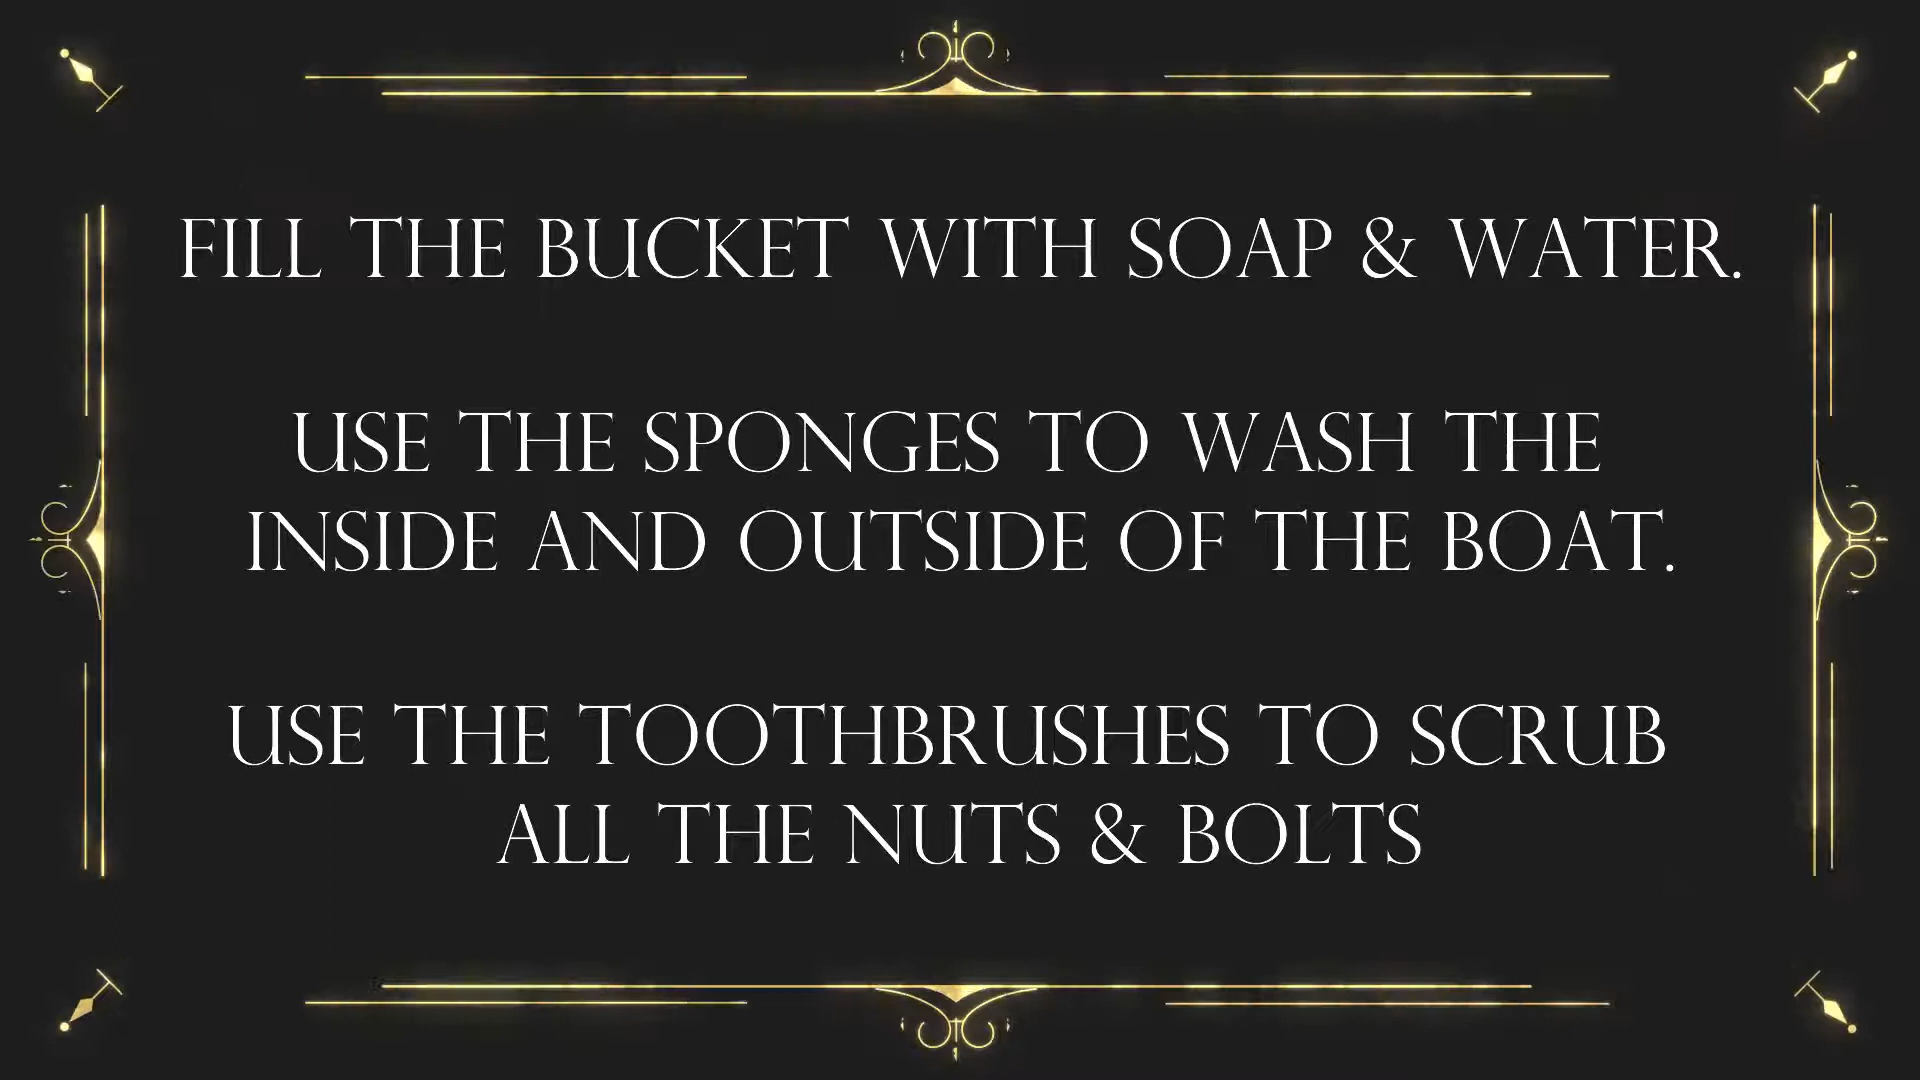 FILL THE BUCKET WITH SOAP & WATER.
USE THE SPONGES TO WASH THE
INSIDE AND OUTSIDE OF THE BOAT.
USE THE TOOTHBRUSHES TO SCRUB
ALL THE NUTS & BOLTS